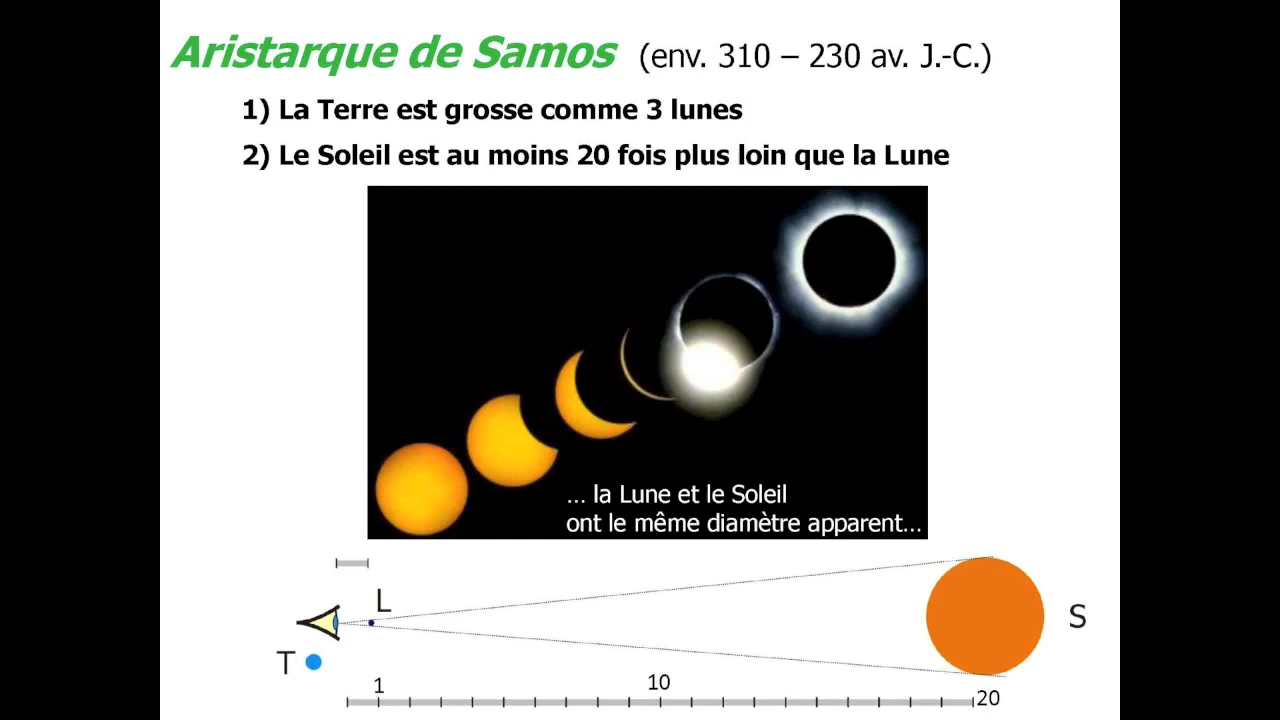 Aristarque de Samos (env. 310 – 230 av. J.-C.)
1) La Terre est grosse comme 3 lunes
2) Le Soleil est au moins 20 fois plus loin que la Lune
... la Lune et le Soleil
ont le même diamètre apparent...
L
S
T
1
10
20